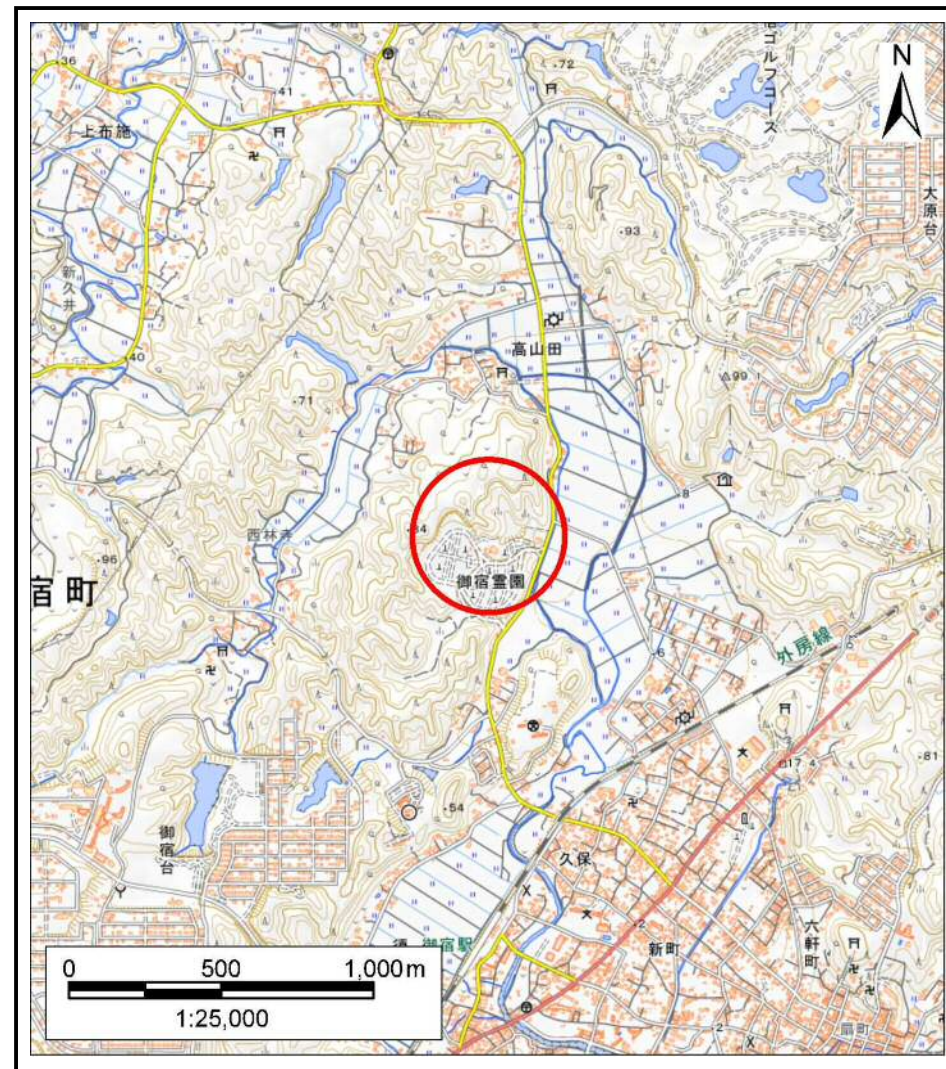 ゴルフコース
N
36
72
41
上布施
大原台
93
新久井
高山田
40
99
71
8
西林寺
84
96
御宿霊園
宿町
外房線
6
17.4
81
54
御宿台
久保
2
新町
六軒町
御宿駅
須
2
扇町
0 500 1,000m
1:25,000